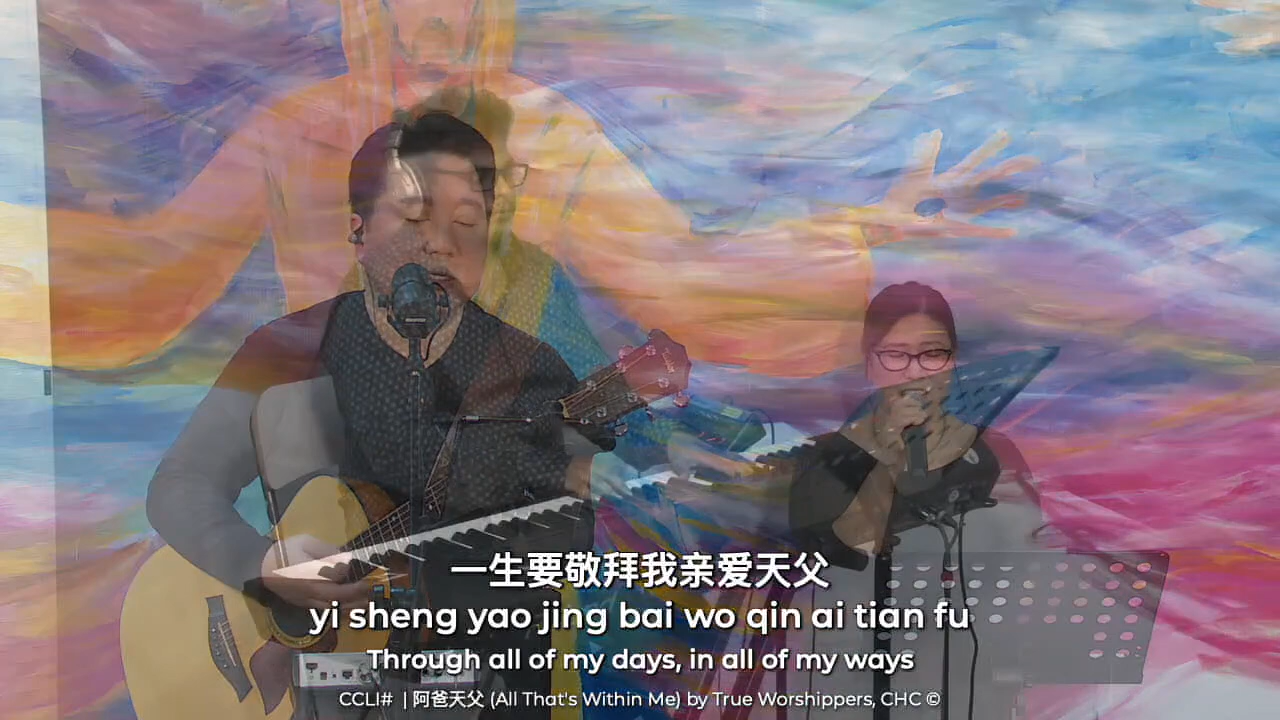 一生要敬拜我亲爱天父
yi sheng yao jing bai wo qin ai tian fu
Through all of my days, in all of my ways
CCLI# | 阿爸天父 (All That's Within Me) by True Worshippers, CHC ©